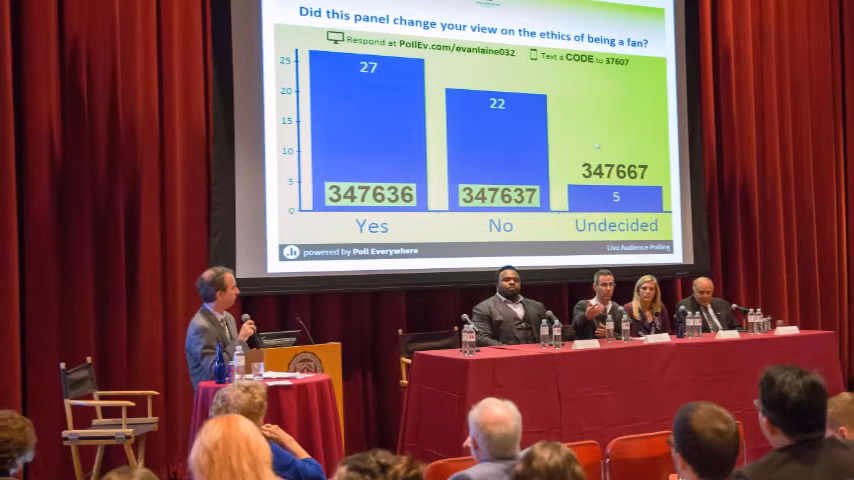 Did this panel change your view on the ethics of being a fan?
Respond at PollEv.com/evanlaine032
Text a CODE to 37607
25
20
15
10
5
0
27
22
5
347636
347637
347667
Yes
No
Undecided
powered by Poll Everywhere
Live Audience Polling